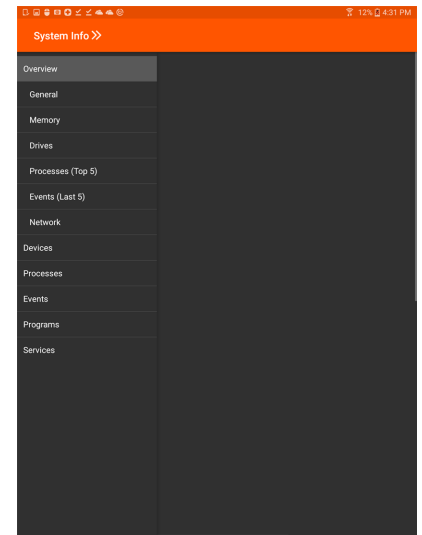 12% 4:31 PM
System Info
Overview
General
Memory
Drives
Processes (Top 5)
Events (Last 5)
Network
Devices
Processes
Events
Programs
Services